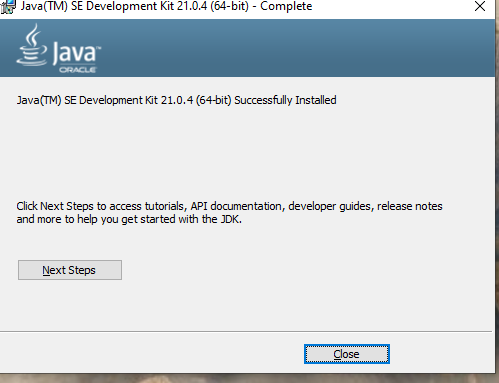 Java(TM) SE Development Kit 21.0.4 (64-bit) - Complete
Java™
ORACLE
Java(TM) SE Development Kit 21.0.4 (64-bit) Successfully Installed
Click Next Steps to access tutorials, API documentation, developer guides, release notes
and more to help you get started with the JDK.
Next Steps
Close